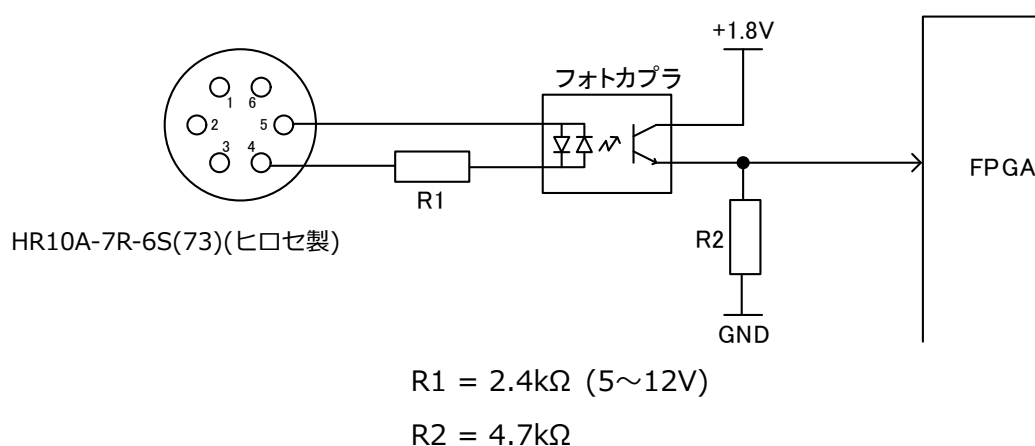 +1.8V
フォトカプラ
1
6
2
5
3
4
R1
FPGA
R2
HR10A-7R-6S(73)(ヒロセ製)
GND
R1 = 2.4kΩ (5～12V)
R2 = 4.7kΩ